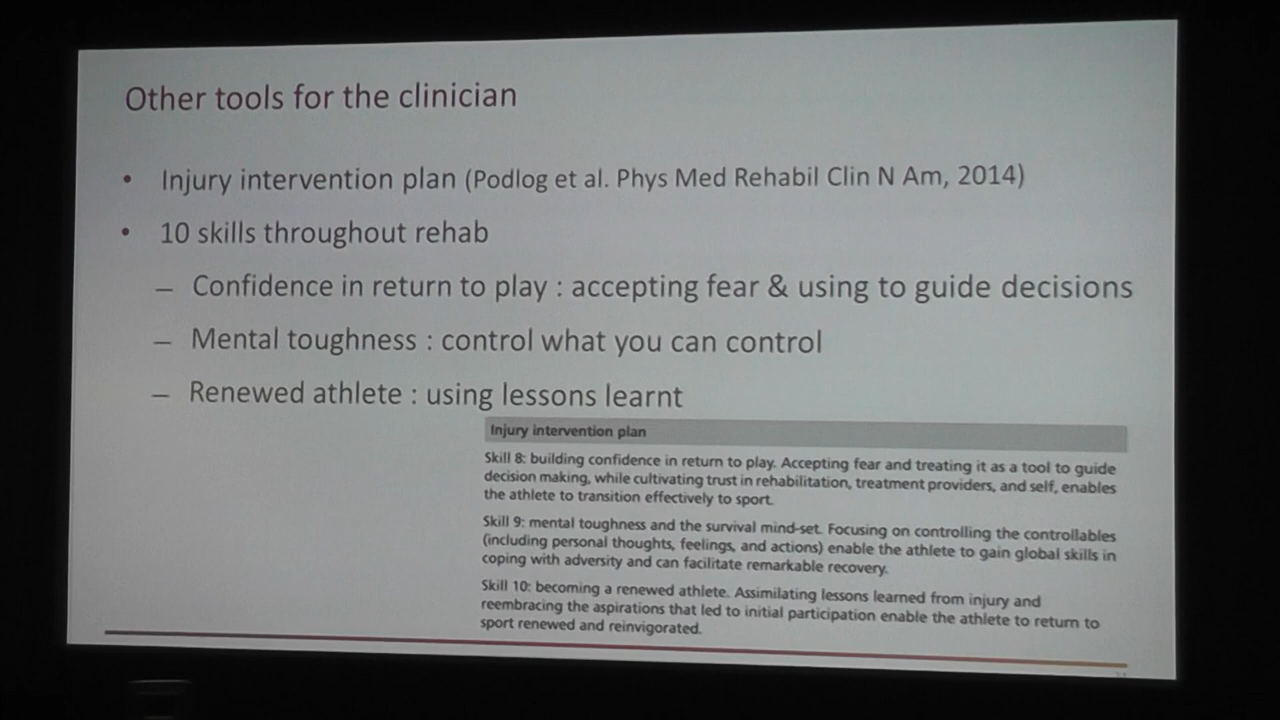 Other tools for the clinician
• Injury intervention plan (Podlog et al. Phys Med Rehabil Clin N Am, 2014)
• 10 skills throughout rehab
– Confidence in return to play : accepting fear & using to guide decisions
– Mental toughness : control what you can control
– Renewed athlete : using lessons learnt
Injury intervention plan
Skill 8: building confidence in return to play. Accepting fear and treating it as a tool to guide
decision making, while cultivating trust in rehabilitation, treatment providers, and self, enables
the athlete to transition effectively to sport.
Skill 9: mental toughness and the survival mind-set. Focusing on controlling the controllables
(including personal thoughts, feelings, and actions) enable the athlete to gain global skills in
coping with adversity and can facilitate remarkable recovery.
Skill 10: becoming a renewed athlete. Assimilating lessons learned from injury and
reembracing the aspirations that led to initial participation enable the athlete to return to
sport renewed and reinvigorated.